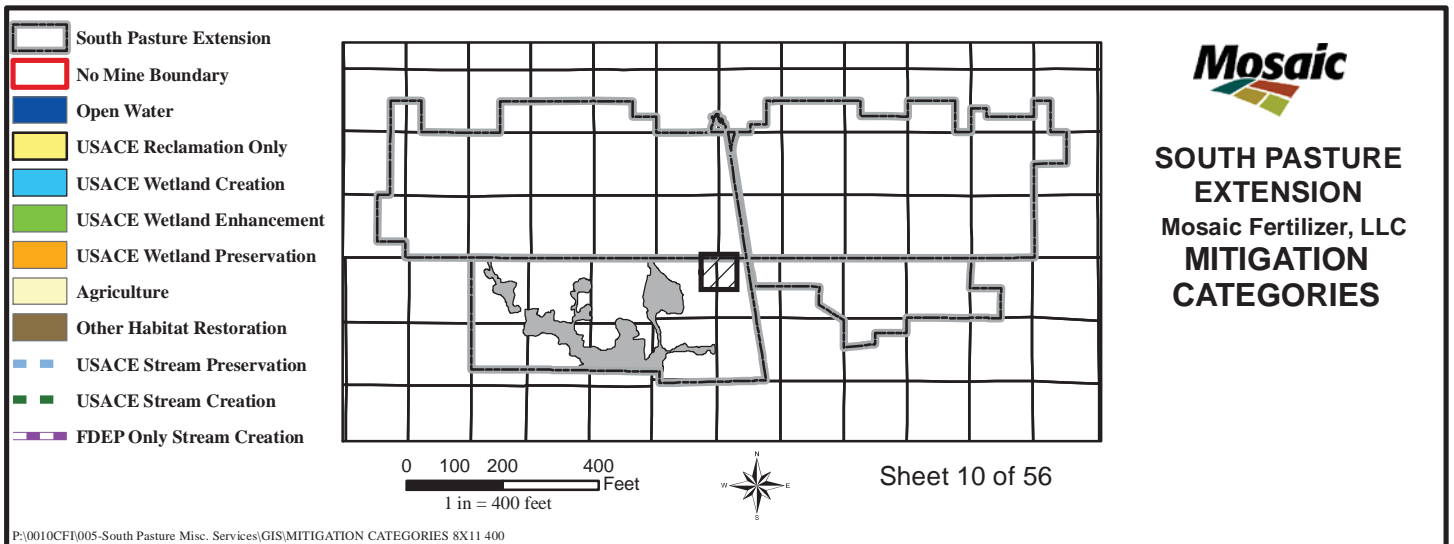 South Pasture Extension
No Mine Boundary
Open Water
USACE Reclamation Only
USACE Wetland Creation
USACE Wetland Enhancement
USACE Wetland Preservation
Agriculture
Other Habitat Restoration
USACE Stream Preservation
USACE Stream Creation
FDEP Only Stream Creation
0 100 200 400
Feet
1 in = 400 feet
N
W E
S
Sheet 10 of 56
Mosaic
SOUTH PASTURE
EXTENSION
Mosaic Fertilizer, LLC
MITIGATION
CATEGORIES
P:\0010CFI\005-South Pasture Misc. Services\GIS\MITIGATION CATEGORIES 8X11 400